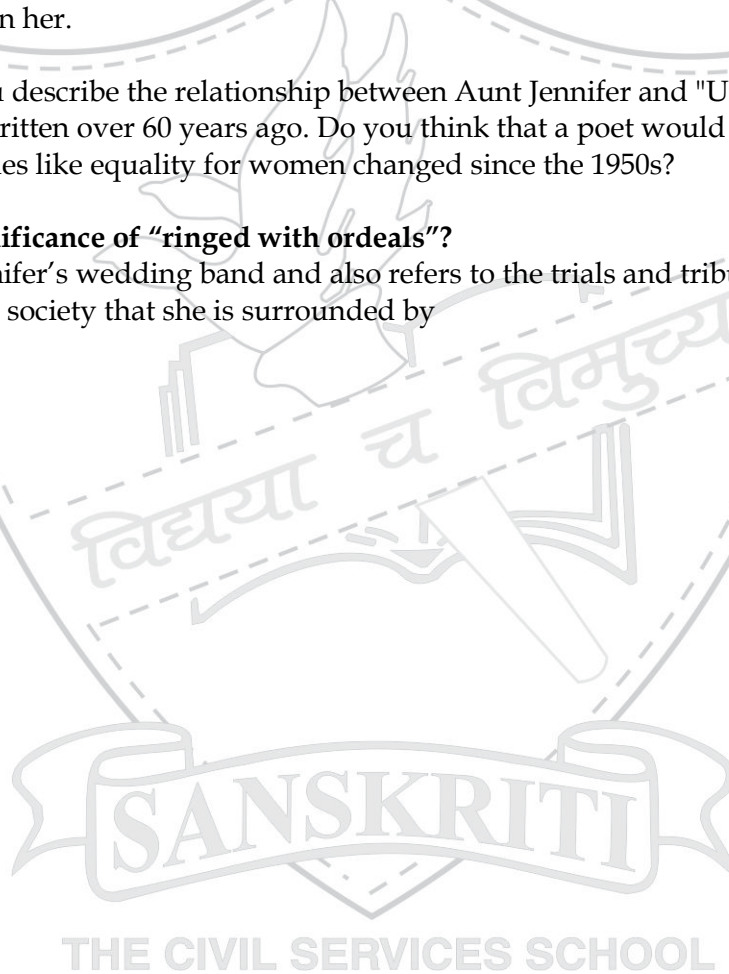 n her.
describe the relationship between Aunt Jennifer and "U
ritten over 60 years ago. Do you think that a poet would
es like equality for women changed since the 1950s?
ificance of “ringed with ordeals”?
nifer’s wedding band and also refers to the trials and tribu
society that she is surrounded by
विद्यया च विमुच्य
SANSKRITI
THE CIVIL SERVICES SCHOOL